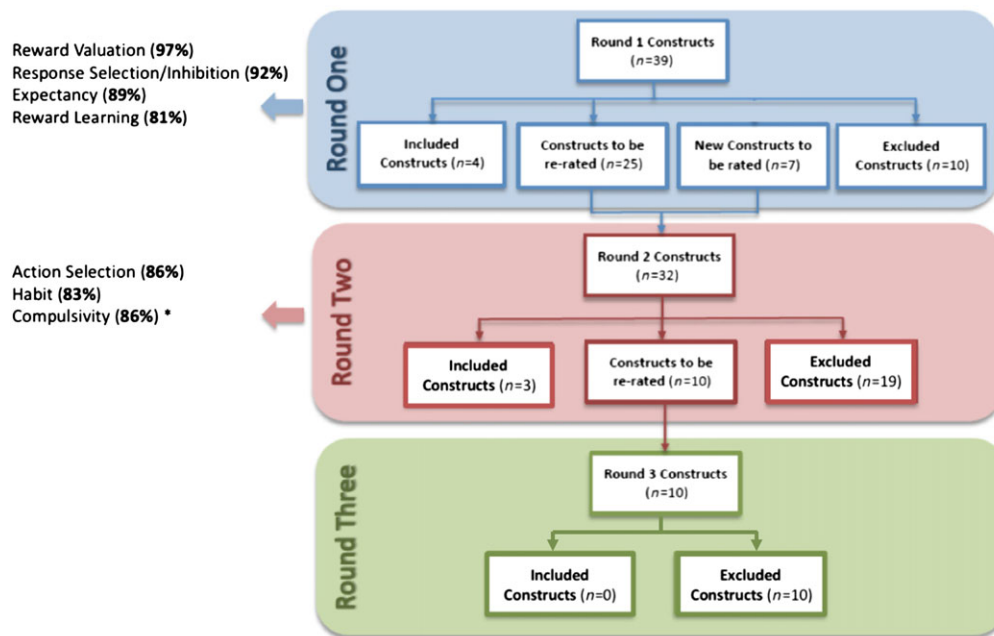 Reward Valuation (97%)
Response Selection/Inhibition (92%)
Expectancy (89%)
Reward Learning (81%)
Round One
Round 1 Constructs
(n=39)
Included
Constructs (n=4)
Constructs to be
re-rated (n=25)
New Constructs to
be rated (n=7)
Excluded
Constructs (n=10)
Action Selection (86%)
Habit (83%)
Compulsivity (86%) *
Round Two
Round 2 Constructs
(n=32)
Included
Constructs (n=3)
Constructs to be
re-rated (n=10)
Excluded
Constructs (n=19)
Round Three
Round 3 Constructs
(n=10)
Included
Constructs (n=0)
Excluded
Constructs (n=10)